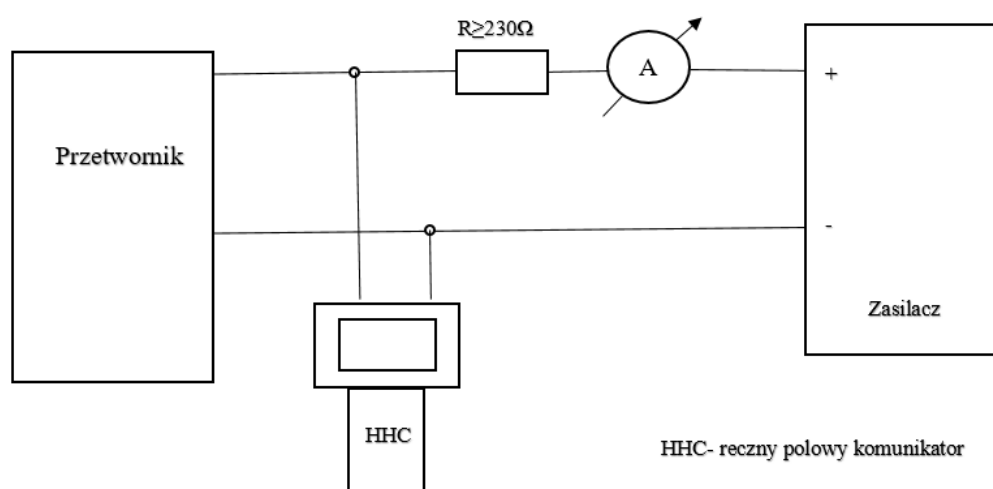 R≥230Ω
A
+
Przetwornik
-
Zasilacz
HHC
HHC- reczny polowy komunikator